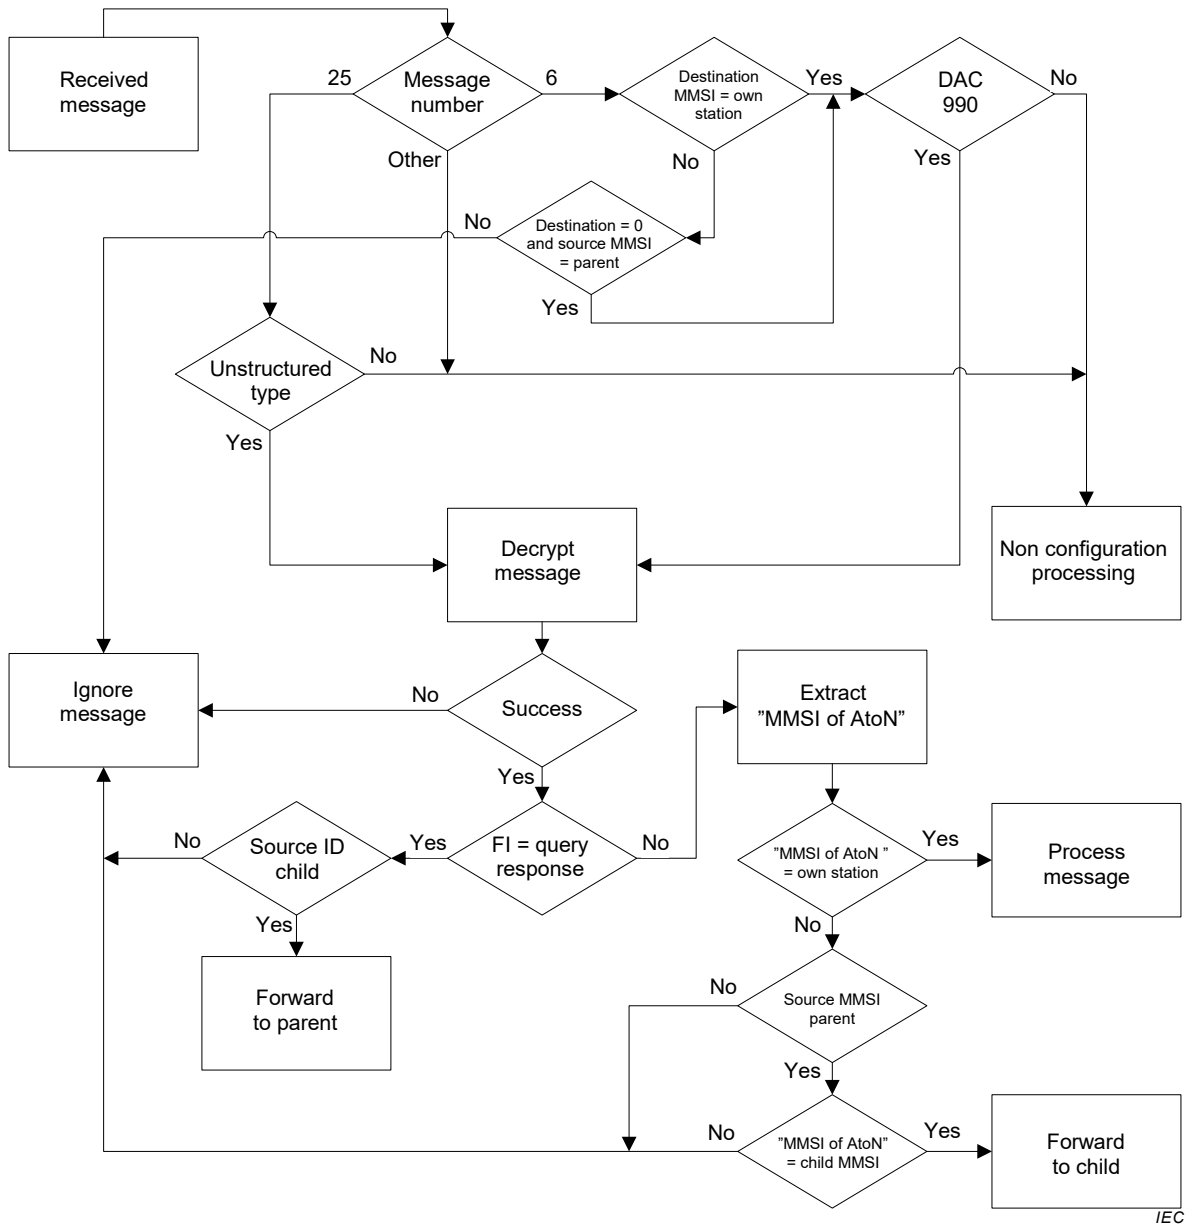 Received
message
25
Message
number
6
Destination
MMSI = own
station
Yes
DAC
990
No
Other
No
Yes
No
Destination = 0
and source MMSI
= parent
Yes
Unstructured
type
No
Yes
Decrypt
message
Non configuration
processing
Ignore
message
No
Success
Extract
”MMSI of AtoN”
Yes
No
Source ID
child
Yes
FI = query
response
No
”MMSI of AtoN ”
= own station
Yes
Process
message
Yes
No
Forward
to parent
No
Source MMSI
parent
Yes
No
”MMSI of AtoN”
= child MMSI
Yes
Forward
to child
IEC